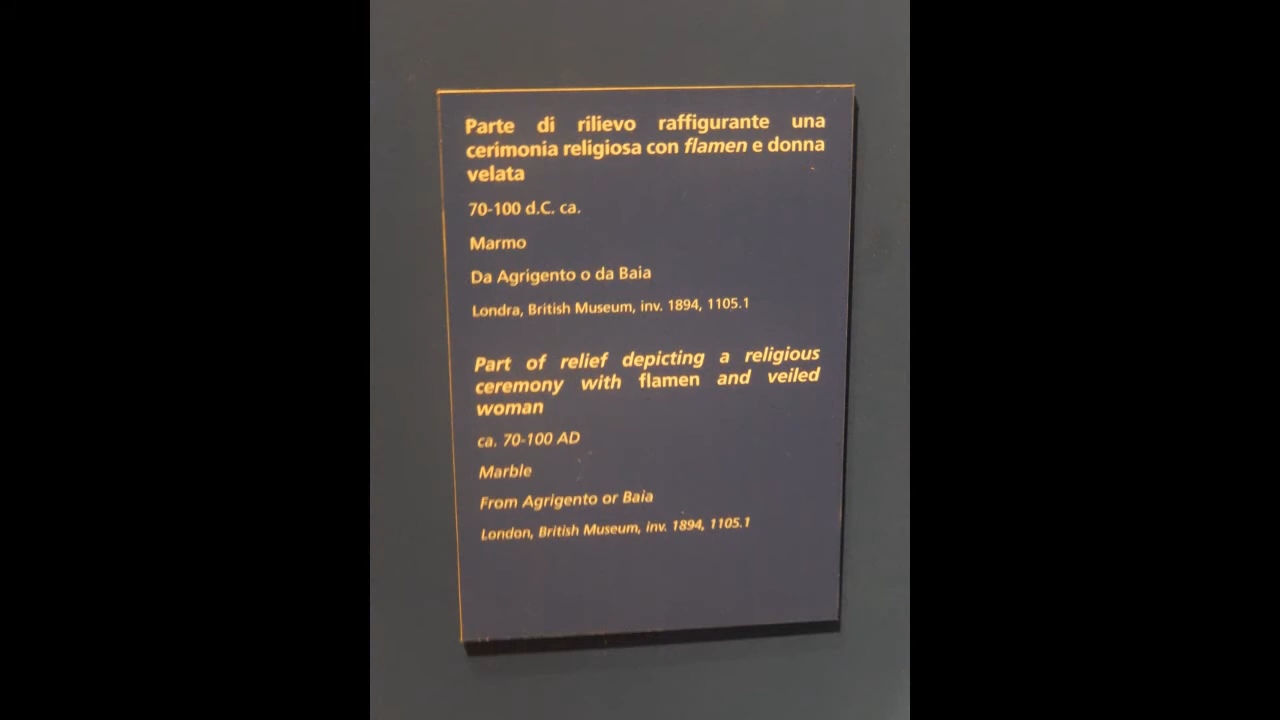 Parte di rilievo raffigurante una
cerimonia religiosa con flamen e donna
velata
70-100 d.C. ca.
Marmo
Da Agrigento o da Baia
Londra, British Museum, inv. 1894, 1105.1
Part of relief depicting a religious
ceremony with flamen and veiled
woman
ca. 70-100 AD
Marble
From Agrigento or Baia
London, British Museum, inv. 1894, 1105.1